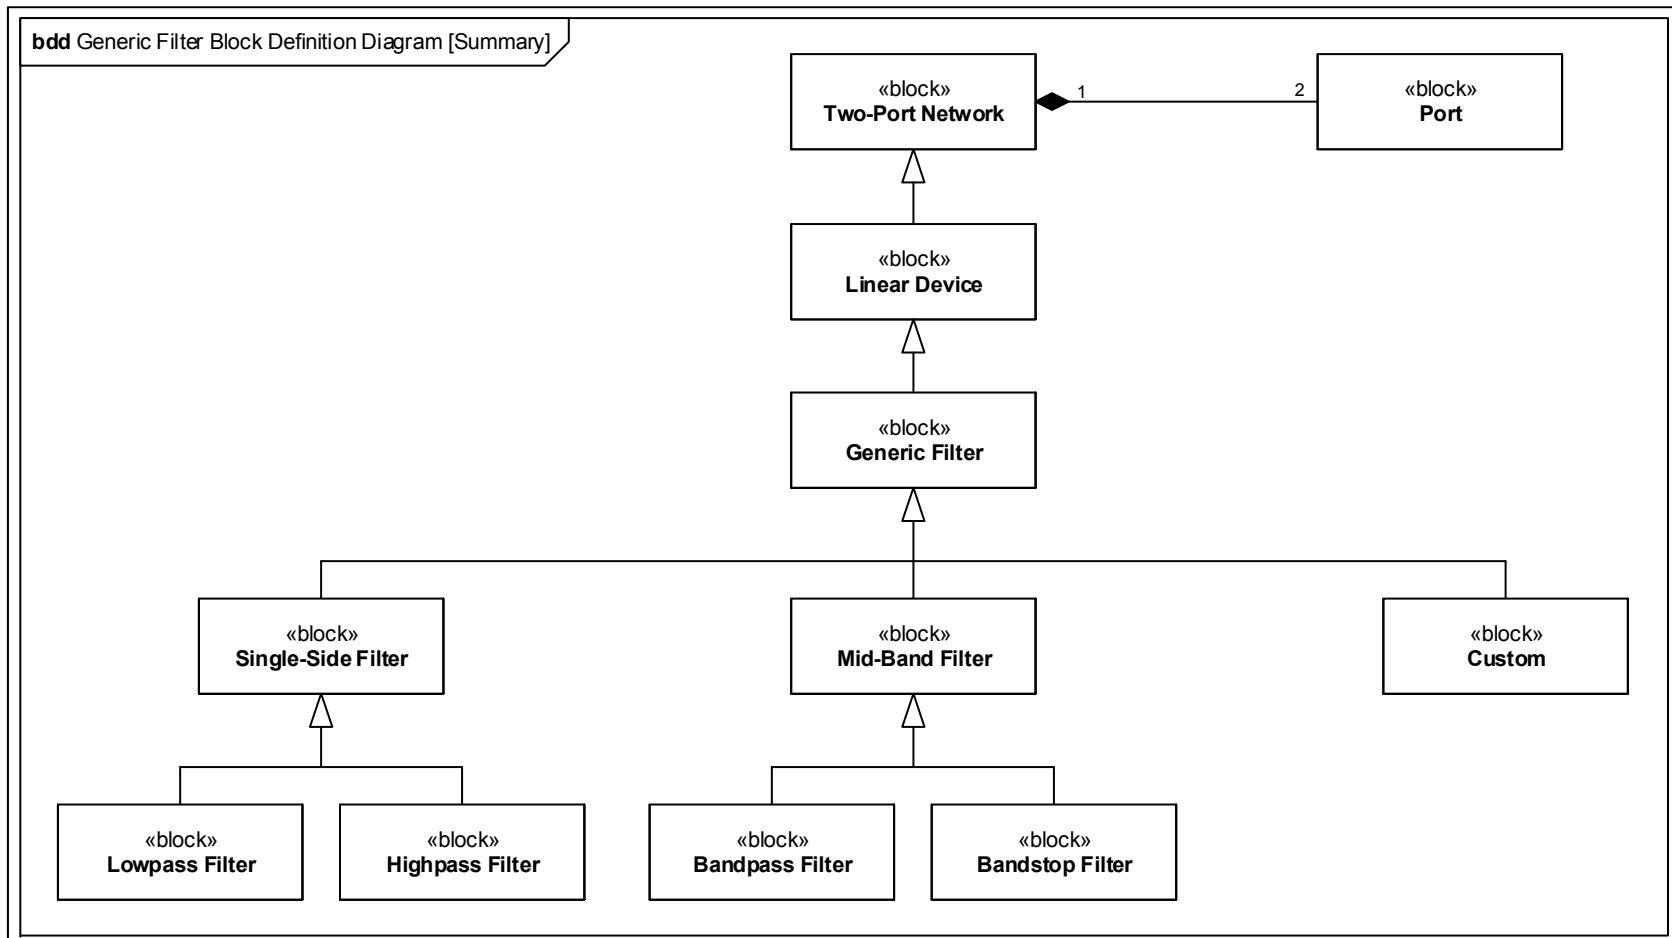 bdd Generic Filter Block Definition Diagram [Summary]
«block»
Two-Port Network
1
2
«block»
Port
«block»
Linear Device
«block»
Generic Filter
«block»
Single-Side Filter
«block»
Mid-Band Filter
«block»
Custom
«block»
Lowpass Filter
«block»
Highpass Filter
«block»
Bandpass Filter
«block»
Bandstop Filter